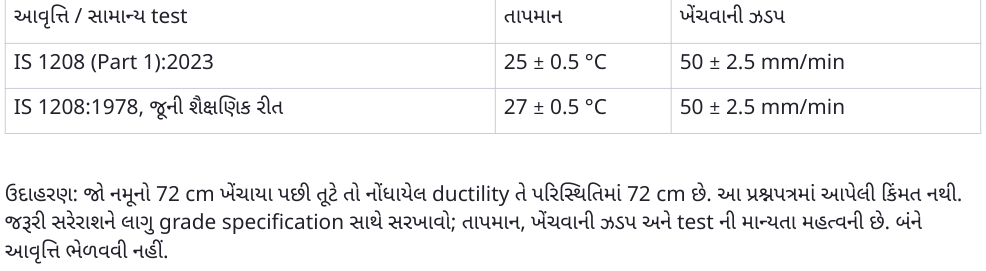 આવૃત્તિ / સામાન્ય test તાપમાન ખેંચવાની ઝડપ
IS 1208 (Part 1):2023 25 ± 0.5 °C 50 ± 2.5 mm/min
IS 1208:1978, જૂની શૈક્ષણિક રીત 27 ± 0.5 °C 50 ± 2.5 mm/min
ઉદાહરણ: જો નમૂનો 72 cm ખેંચાયા પછી તૂટે તો નોંધાયેલ ductility તે પરિસ્થિતિમાં 72 cm છે. આ પ્રશ્નપત્રમાં આપેલી કિંમત નથી.
જરૂરી સરેરાશને લાગુ grade specification સાથે સરખાવો; તાપમાન, ખેંચવાની ઝડપ અને test ની માન્યતા મહત્વની છે. બંને
આવૃત્તિ ભેળવવી નહીં.